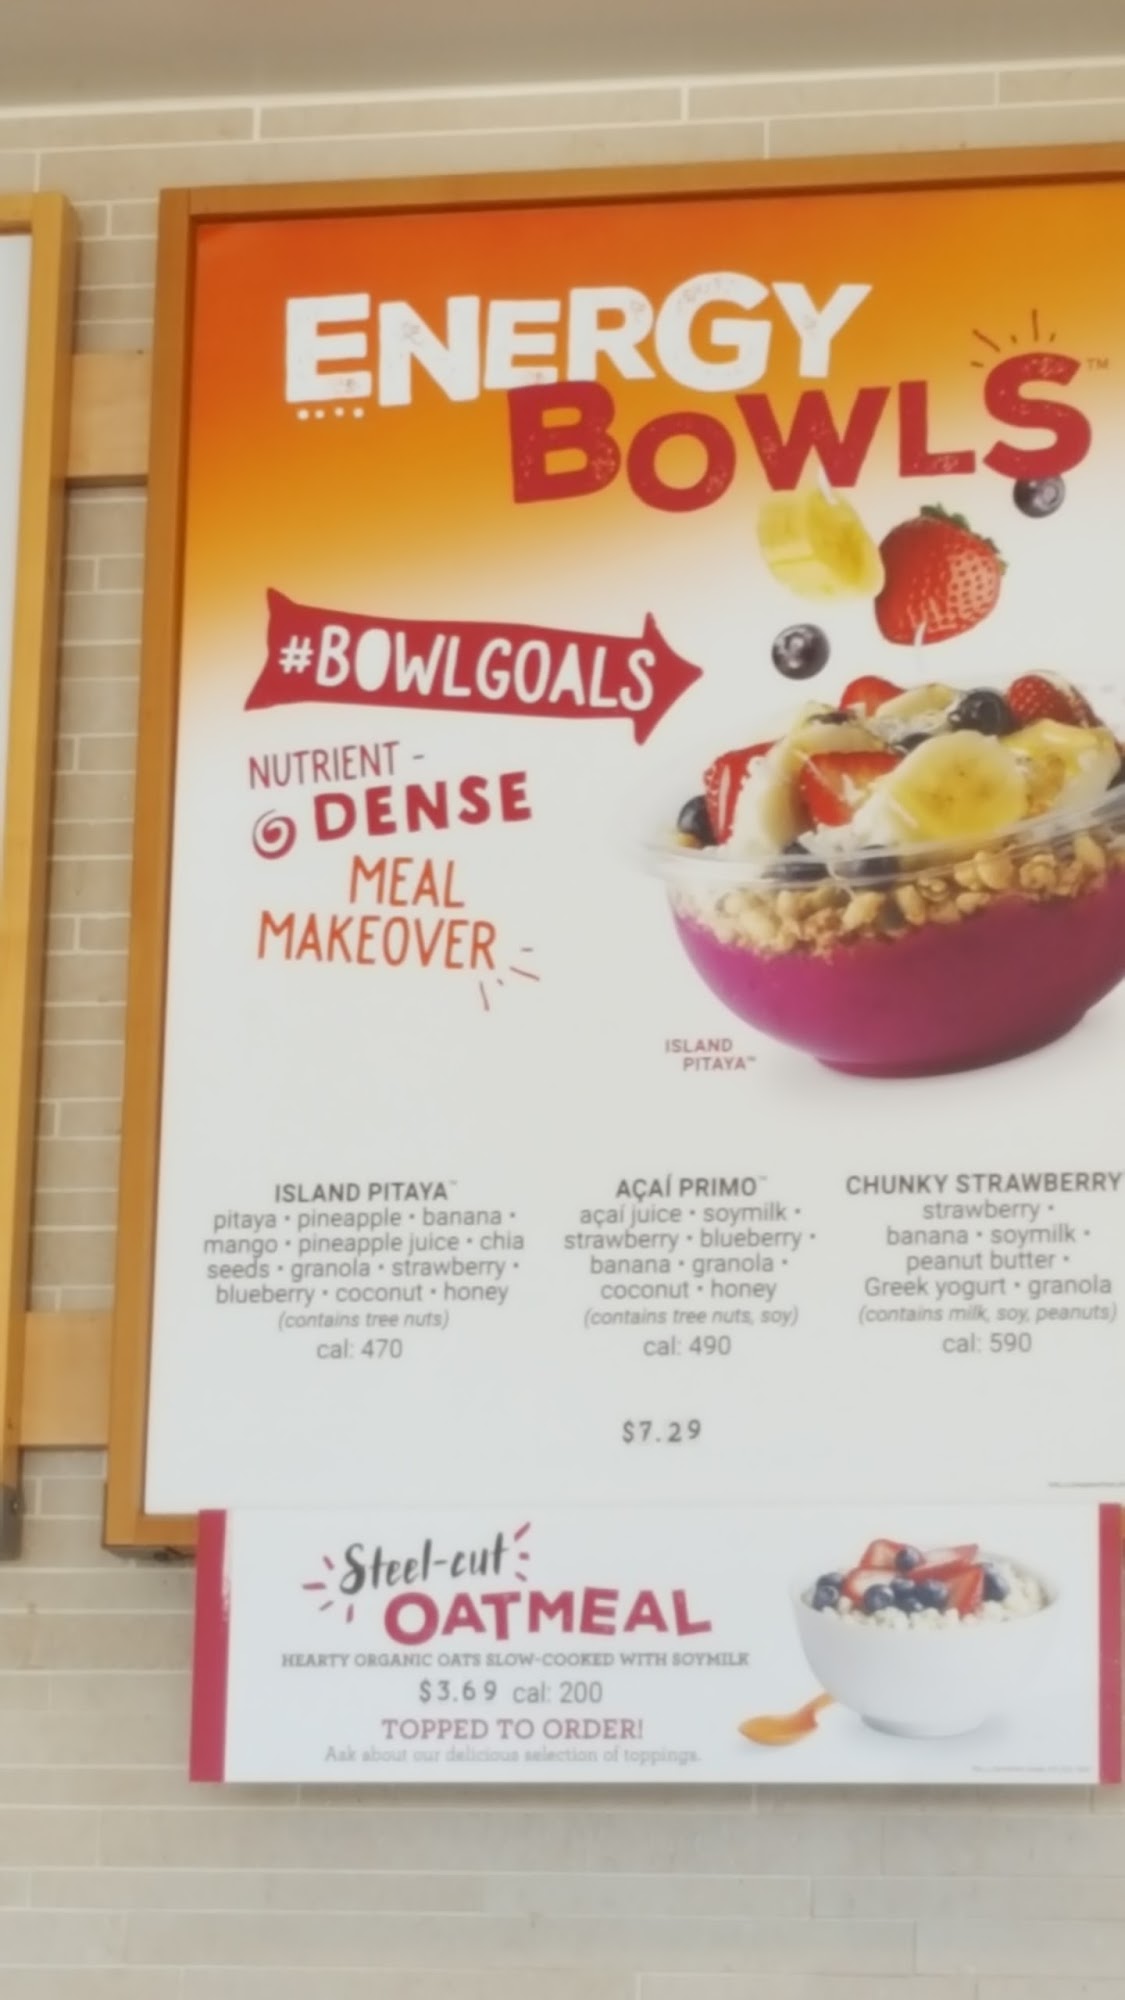 ENERGY
BOWLS™
#BOWLGOALS
NUTRIENT-
DENSE
MEAL
MAKEOVER
ISLAND
PITAYA™
ISLAND PITAYA™
pitaya • pineapple • banana •
mango • pineapple juice • chia
seeds • granola • strawberry •
blueberry • coconut • honey
(contains tree nuts)
cal: 470
AÇAÍ PRIMO™
açaí juice • soymilk •
strawberry • blueberry •
banana • granola •
coconut • honey
(contains tree nuts, soy)
cal: 490
CHUNKY STRAWBERRY
strawberry •
banana • soymilk •
peanut butter •
Greek yogurt • granola
(contains milk, soy, peanuts)
cal: 590
$7.29
Steel-cut
OATMEAL
HEARTY ORGANIC OATS SLOW-COOKED WITH SOYMILK
$3.69 cal: 200
TOPPED TO ORDER!
Ask about our delicious selection of toppings.